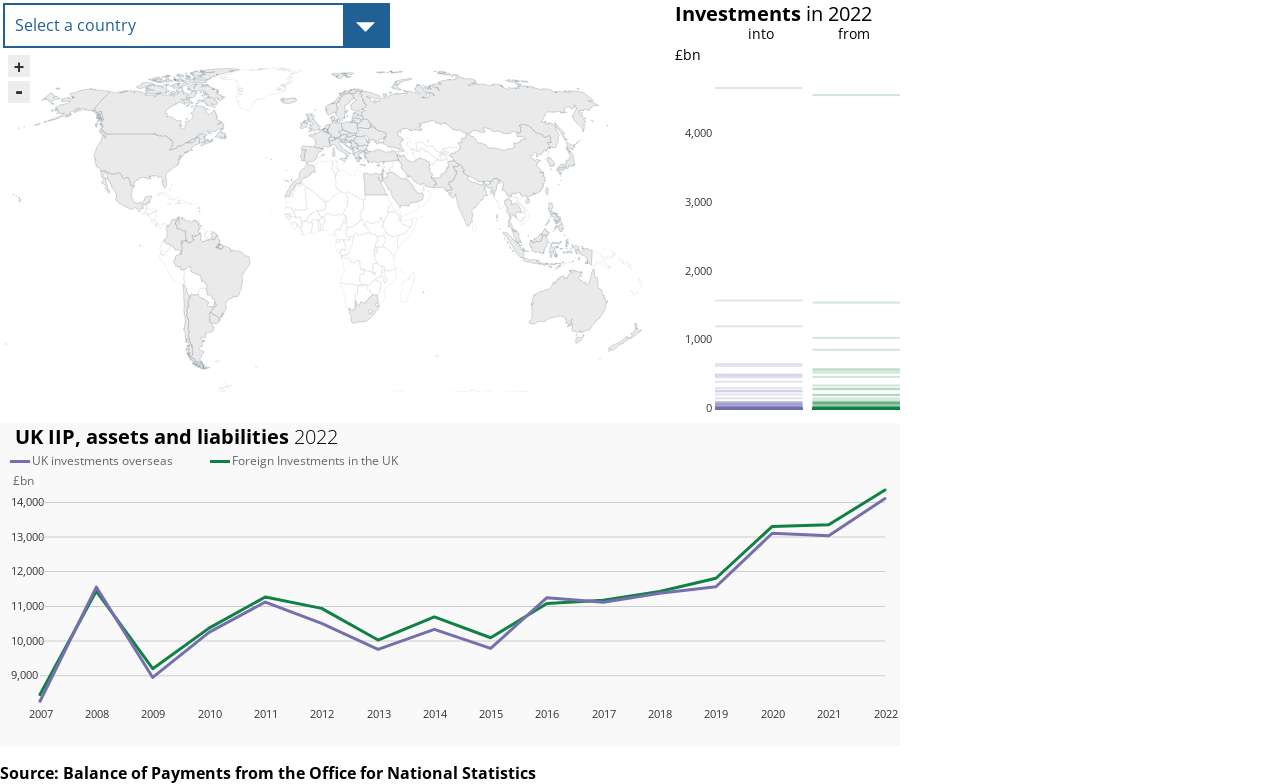 Select a country
+
-
Investments in 2022
into from
£bn
4,000
3,000
2,000
1,000
0
UK IIP, assets and liabilities 2022
UK investments overseas Foreign Investments in the UK
£bn
14,000
13,000
12,000
11,000
10,000
9,000
2007 2008 2009 2010 2011 2012 2013 2014 2015 2016 2017 2018 2019 2020 2021 2022
Source: Balance of Payments from the Office for National Statistics